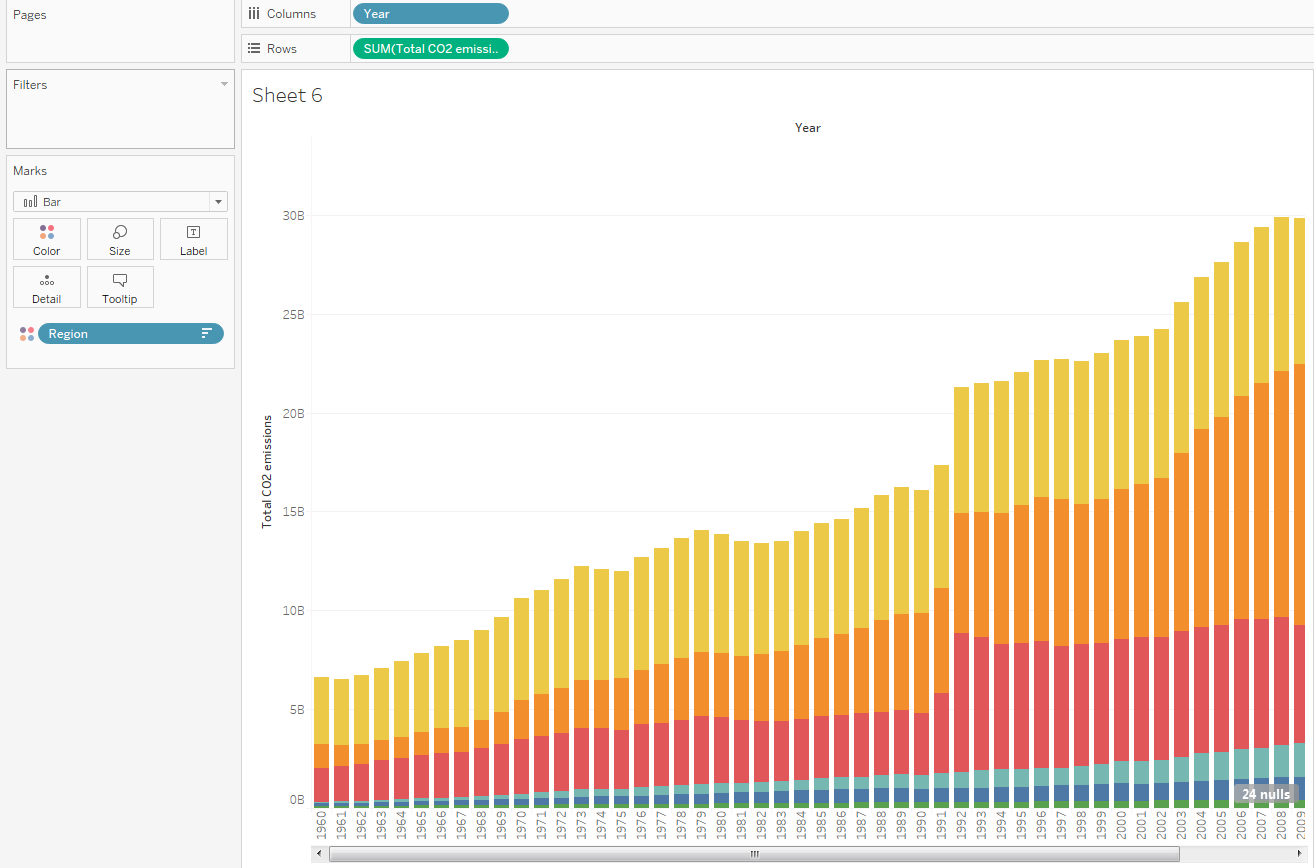 Pages
Columns
Year
Rows
SUM(Total CO2 emissi..
Filters
Marks
Bar
Color
Size
Label
Detail
Tooltip
Region
Sheet 6
Year
30B
25B
20B
15B
10B
5B
0B
Total CO2 emissions
24 nulls
1960 1961 1962 1963 1964 1965 1966 1967 1968 1969 1970 1971 1972 1973 1974 1975 1976 1977 1978 1979 1980 1981 1982 1983 1984 1985 1986 1987 1988 1989 1990 1991 1992 1993 1994 1995 1996 1997 1998 1999 2000 2001 2002 2003 2004 2005 2006 2007 2008 2009